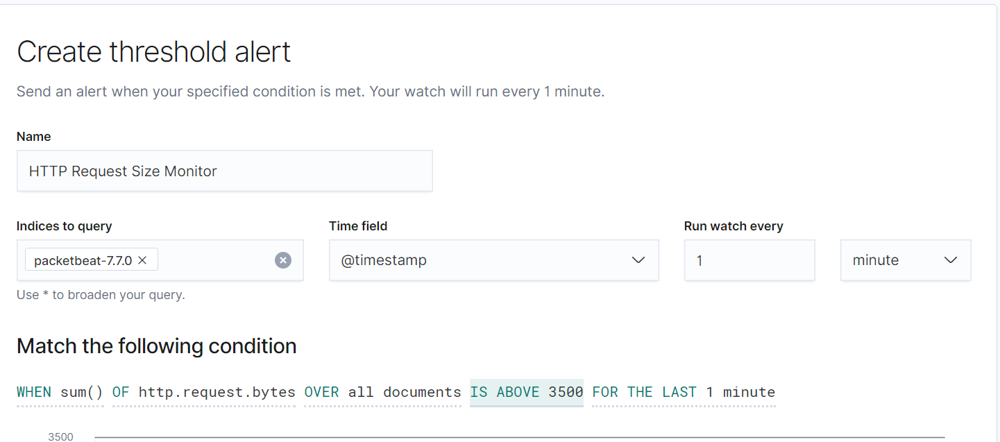 Create threshold alert
Send an alert when your specified condition is met. Your watch will run every 1 minute.
Name
HTTP Request Size Monitor
Indices to query Time field Run watch every
packetbeat-7.7.0 @timestamp 1 minute
Use * to broaden your query.
Match the following condition
WHEN sum() OF http.request.bytes OVER all documents IS ABOVE 3500 FOR THE LAST 1 minute
3500